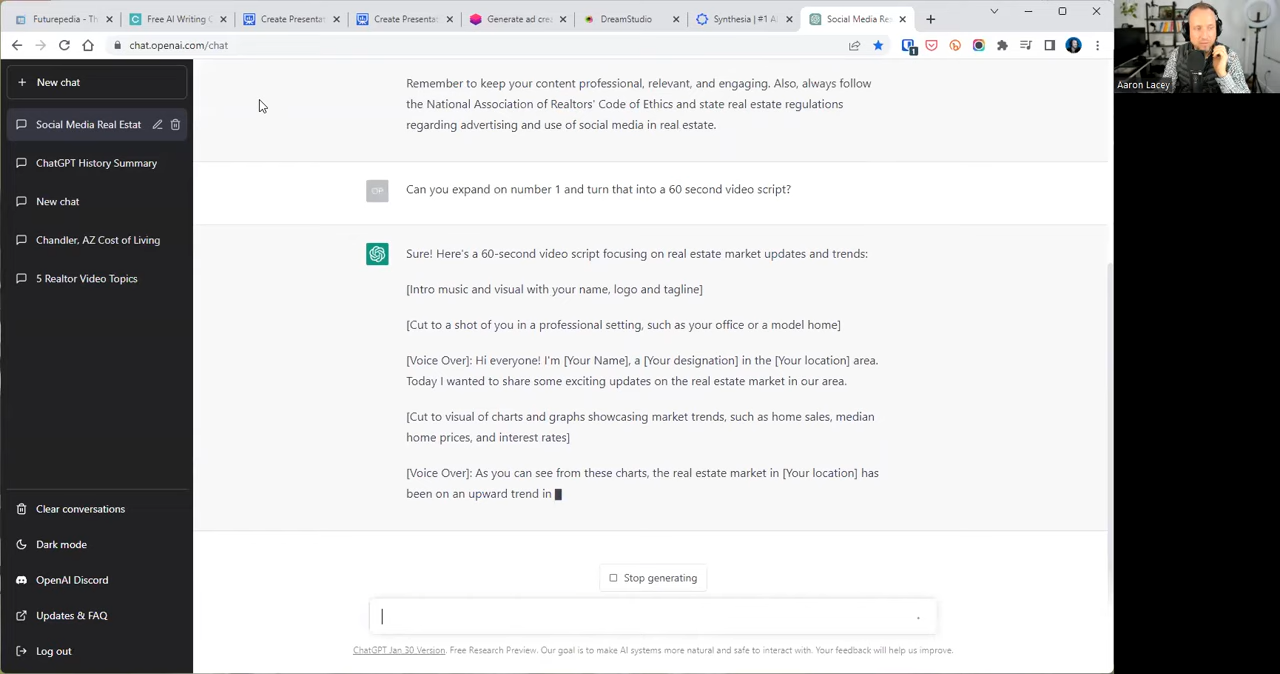 Futurepedia - Th
Free AI Writing
Create Presentat
Create Presentat
Generate ad crea
DreamStudio
Synthesia | #1 A
Social Media Rea
chat.openai.com/chat
1
Aaron Lacey
New chat
Social Media Real Estat
ChatGPT History Summary
New chat
Chandler, AZ Cost of Living
5 Realtor Video Topics
Clear conversations
Dark mode
OpenAI Discord
Updates & FAQ
Log out
Remember to keep your content professional, relevant, and engaging. Also, always follow
the National Association of Realtors' Code of Ethics and state real estate regulations
regarding advertising and use of social media in real estate.
OP
Can you expand on number 1 and turn that into a 60 second video script?
Sure! Here's a 60-second video script focusing on real estate market updates and trends:
[Intro music and visual with your name, logo and tagline]
[Cut to a shot of you in a professional setting, such as your office or a model home]
[Voice Over]: Hi everyone! I'm [Your Name], a [Your designation] in the [Your location] area.
Today I wanted to share some exciting updates on the real estate market in our area.
[Cut to visual of charts and graphs showcasing market trends, such as home sales, median
home prices, and interest rates]
[Voice Over]: As you can see from these charts, the real estate market in [Your location] has
been on an upward trend in
Stop generating
ChatGPT Jan 30 Version. Free Research Preview. Our goal is to make AI systems more natural and safe to interact with. Your feedback will help us improve.